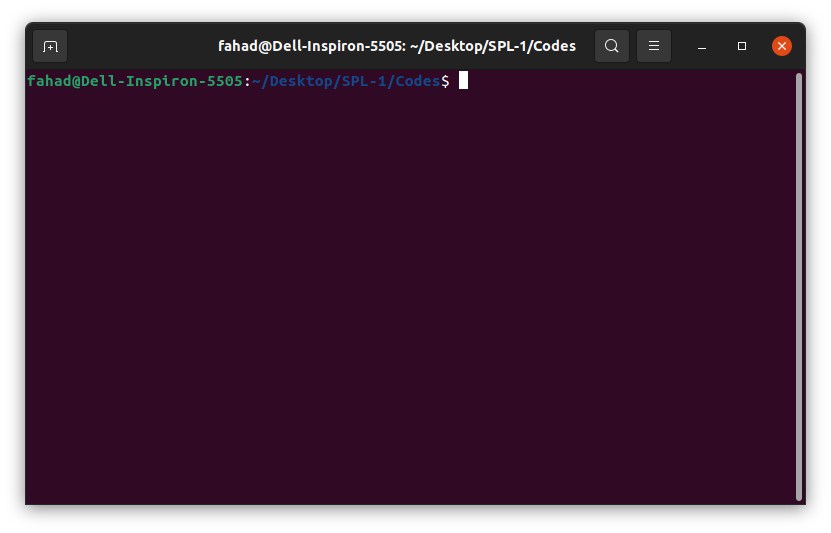 fahad@Dell-Inspiron-5505: ~/Desktop/SPL-1/Codes
fahad@Dell-Inspiron-5505:~/Desktop/SPL-1/Codes$